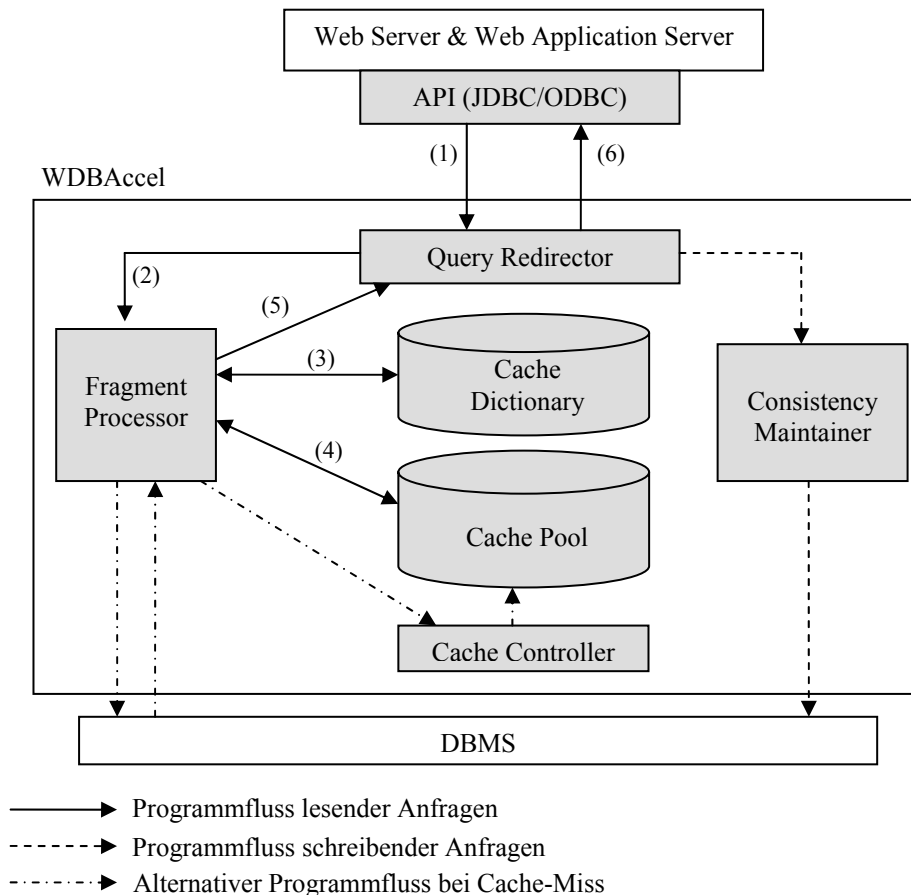 Web Server & Web Application Server
API (JDBC/ODBC)
(1)
(6)
WDBAccel
Query Redirector
(2)
(5)
Fragment
Processor
(3)
Cache
Dictionary
Consistency
Maintainer
(4)
Cache Pool
Cache Controller
DBMS
Programmfluss lesender Anfragen
Programmfluss schreibender Anfragen
Alternativer Programmfluss bei Cache-Miss